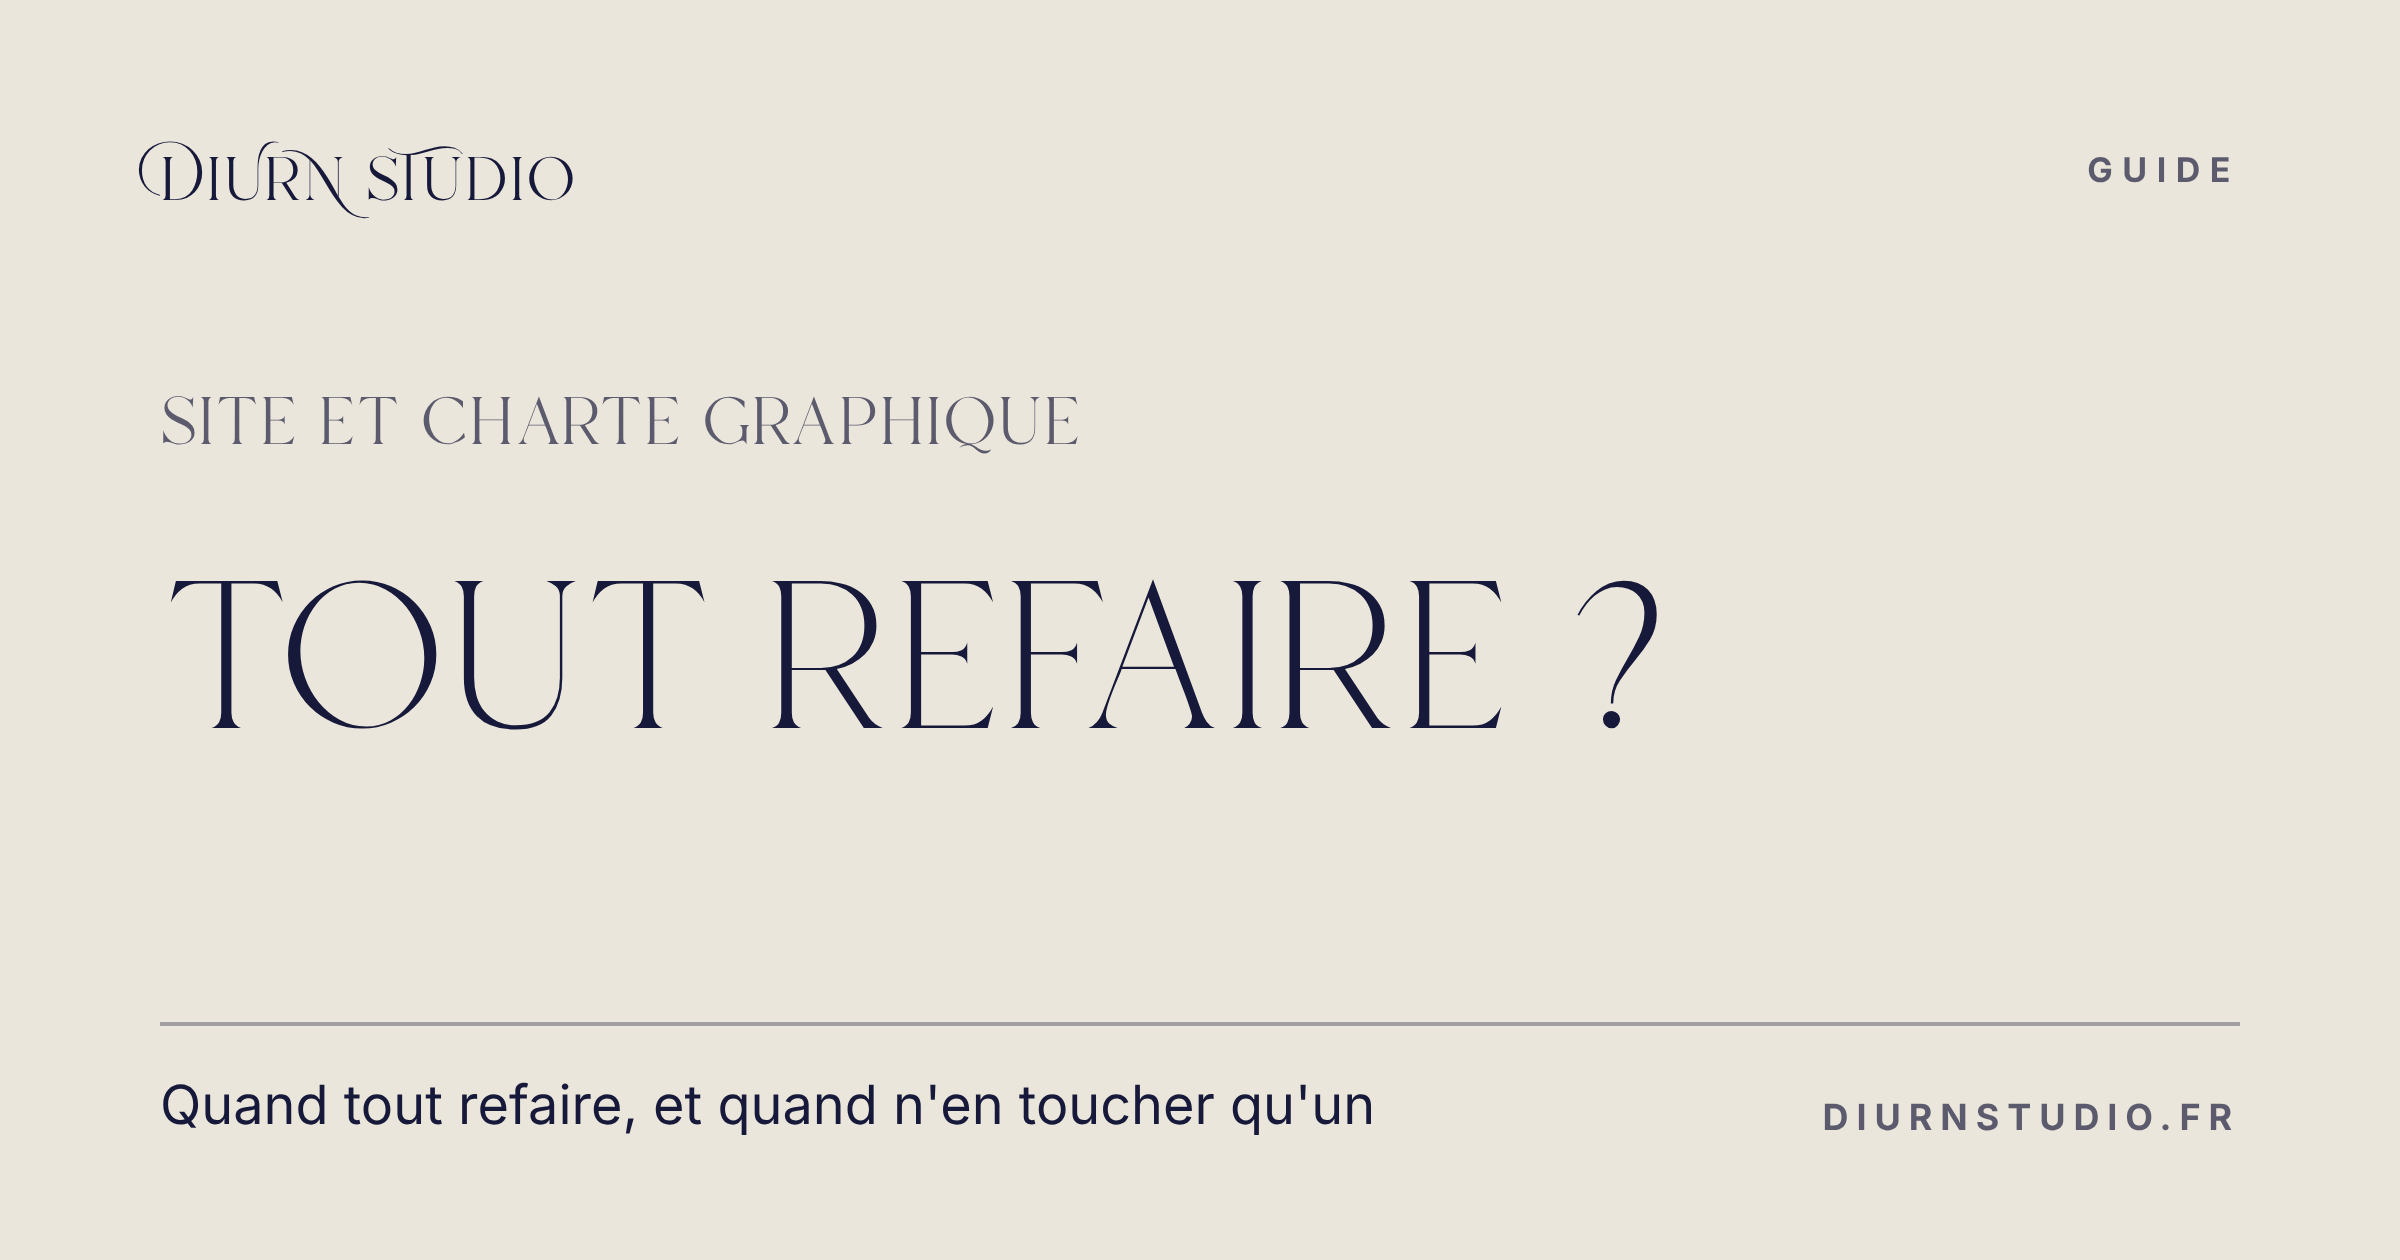 DIURN STUDIO
GUIDE
SITE ET CHARTE GRAPHIQUE
TOUT REFAIRE ?
Quand tout refaire, et quand n'en toucher qu'un
DIURNSTUDIO.FR